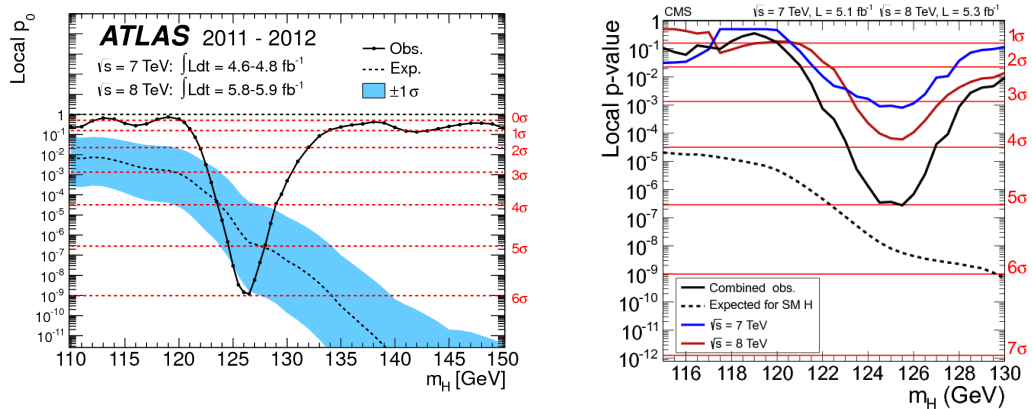 ATLAS 2011 - 2012
√s = 7 TeV: ∫Ldt = 4.6-4.8 fb⁻¹
√s = 8 TeV: ∫Ldt = 5.8-5.9 fb⁻¹
Obs.
Exp.
±1σ
Local p₀
1
10⁻¹
10⁻²
10⁻³
10⁻⁴
10⁻⁵
10⁻⁶
10⁻⁷
10⁻⁸
10⁻⁹
10⁻¹⁰
10⁻¹¹
0σ
1σ
2σ
3σ
4σ
5σ
6σ
110 115 120 125 130 135 140 145 150
m_H [GeV]
CMS √s = 7 TeV, L = 5.1 fb⁻¹ √s = 8 TeV, L = 5.3 fb⁻¹
Local p-value
1
10⁻¹
10⁻²
10⁻³
10⁻⁴
10⁻⁵
10⁻⁶
10⁻⁷
10⁻⁸
10⁻⁹
10⁻¹⁰
10⁻¹¹
10⁻¹²
1σ
2σ
3σ
4σ
5σ
6σ
7σ
Combined obs.
Expected for SM H
√s = 7 TeV
√s = 8 TeV
116 118 120 122 124 126 128 130
m_H (GeV)